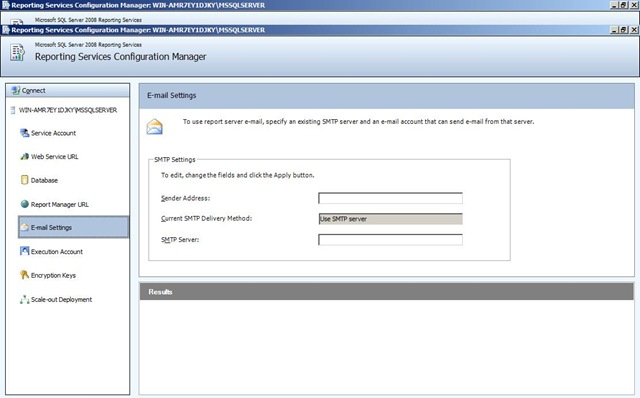 Reporting Services Configuration Manager: WIN-AMR7EY1DJKY\MSSQLSERVER
Microsoft SQL Server 2008 Reporting Services
Reporting Services Configuration Manager: WIN-AMR7EY1DJKY\MSSQLSERVER
Microsoft SQL Server 2008 Reporting Services
Reporting Services Configuration Manager
Connect
WIN-AMR7EY1DJKY\MSSQLSERVER
Service Account
Web Service URL
Database
Report Manager URL
E-mail Settings
Execution Account
Encryption Keys
Scale-out Deployment
E-mail Settings
To use report server e-mail, specify an existing SMTP server and an e-mail account that can send e-mail from that server.
SMTP Settings
To edit, change the fields and click the Apply button.
Sender Address:
Current SMTP Delivery Method:
Use SMTP server
SMTP Server:
Results